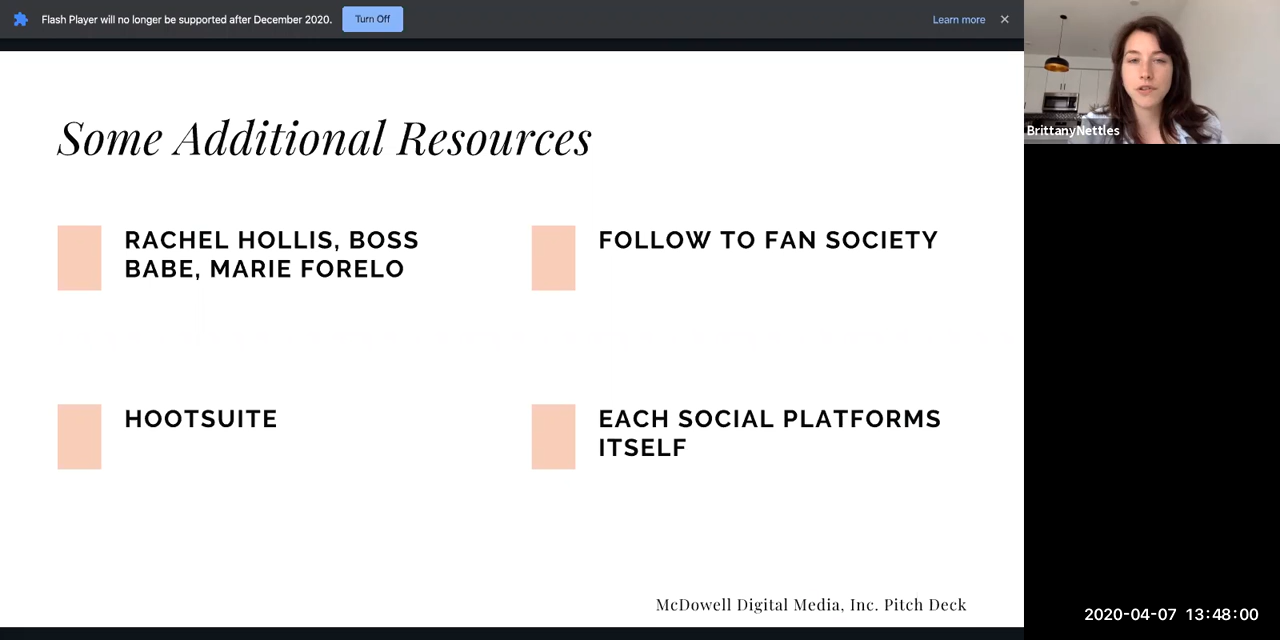 Flash Player will no longer be supported after December 2020.
Turn Off
Learn more
Some Additional Resources
RACHEL HOLLIS, BOSS
BABE, MARIE FORELO
FOLLOW TO FAN SOCIETY
HOOTSUITE
EACH SOCIAL PLATFORMS
ITSELF
McDowell Digital Media, Inc. Pitch Deck
BrittanyNettles
2020-04-07 13:48:00